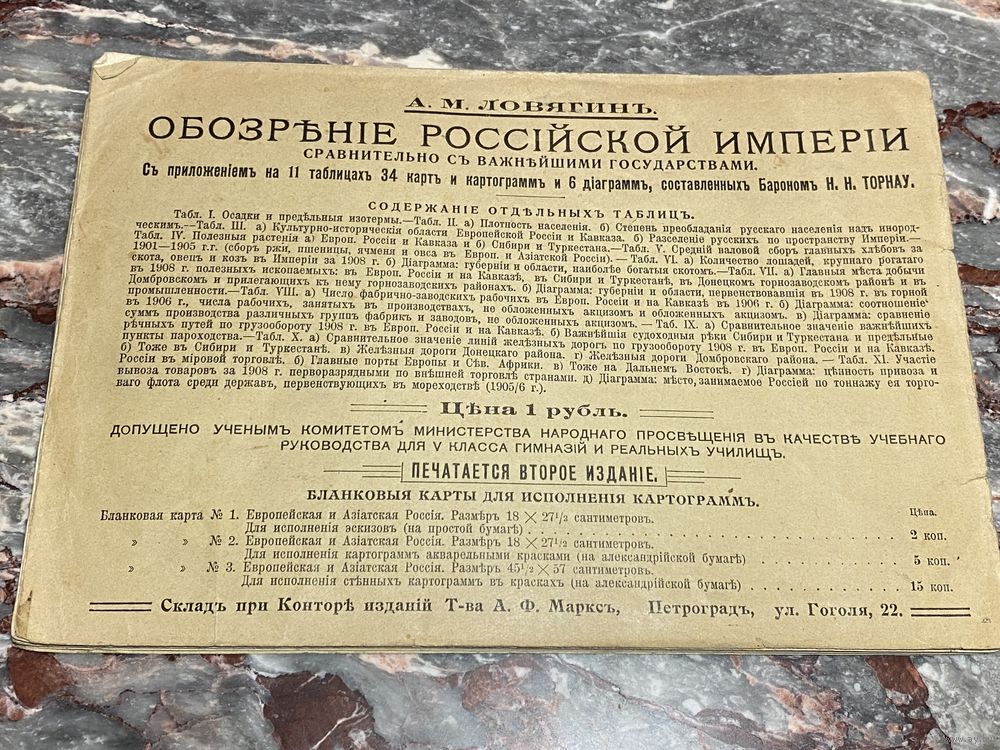 А. М. ЛОВЯГИНЪ.
ОБОЗРѢНІЕ РОССІЙСКОЙ ИМПЕРІИ
СРАВНИТЕЛЬНО СЪ ВАЖНѢЙШИМИ ГОСУДАРСТВАМИ.
Съ приложеніемъ на 11 таблицахъ 34 картъ и картограммъ и 6 діаграммъ, составленныхъ Барономъ Н. Н. ТОРНАУ.
СОДЕРЖАНІЕ ОТДѢЛЬНЫХЪ ТАБЛИЦЪ.
Табл. I. Осадки и предѣльныя изотермы.—Табл. II. а) Плотность населенія. б) Степень преобладанія русскаго населенія надъ инород-
ческимъ.—Табл. III. а) Культурно-историческія области Европейской Россіи и Кавказа. б) Разселеніе русскихъ по пространству Имперіи.—
Табл. IV. Полезныя растенія а) Европ. Россіи и Кавказа и б) Сибири и Туркестана.—Табл. V. Средній валовой сборъ главныхъ хлѣбовъ за
1901—1905 г.г. (сборъ ржи, пшеницы, ячменя и овса въ Европ. и Азіатской Россіи).—Табл. VI. а) Количество лошадей, крупнаго рогатаго
скота, овецъ и козъ въ Имперіи за 1908 г. б) Діаграмма: губерніи и области, наиболѣе богатыя скотомъ.—Табл. VII. а) Главныя мѣста добычи
въ 1908 г. полезныхъ ископаемыхъ: въ Европ. Россіи и на Кавказѣ, въ Сибири и Туркестанѣ, въ Донецкомъ горнозаводскомъ районѣ и въ
Домбровскомъ и прилегающихъ къ нему горнозаводскихъ районахъ. б) Діаграмма: губерніи и области, первенствовавшія въ 1908 г. въ горной
промышленности.—Табл. VIII. а) Число фабрично-заводскихъ рабочихъ въ Европ. Россіи и на Кавказѣ въ 1906 г. б) Діаграмма: соотношеніе
въ 1906 г., числа рабочихъ, занятыхъ въ производствахъ, не обложенныхъ акцизомъ и обложенныхъ акцизомъ. в) Діаграмма: сравненіе
суммъ производства различныхъ группъ фабрикъ и заводовъ, не обложенныхъ акцизомъ.—Таб. IX. а) Сравнительное значеніе важнѣйшихъ
рѣчныхъ путей по грузообороту 1908 г. въ Европ. Россіи и на Кавказѣ. б) Важнѣйшія судоходныя рѣки Сибири и Туркестана и предѣльные
пункты пароходства.—Табл. X. а) Сравнительное значеніе линій желѣзныхъ дорогъ по грузообороту 1908 г. въ Европ. Россіи и на Кавказѣ.
б) Тоже въ Сибири и Туркестанѣ. в) Желѣзныя дороги Донецкаго района. г) Желѣзныя дороги Домбровскаго района.—Табл. XI. Участіе
Россіи въ міровой торговлѣ. б) Главные порты Европы и Сѣв. Африки. в) Тоже на Дальнемъ Востокѣ. г) Діаграмма: цѣнность привоза и
вывоза товаровъ за 1908 г. перворазрядными по внѣшней торговлѣ странами. д) Діаграмма: мѣсто, занимаемое Россіей по тоннажу ея торго-
ваго флота среди державъ, первенствующихъ въ мореходствѣ (1905/6 г.).
Цѣна 1 рубль.
ДОПУЩЕНО УЧЕНЫМЪ КОМИТЕТОМЪ МИНИСТЕРСТВА НАРОДНАГО ПРОСВѢЩЕНІЯ ВЪ КАЧЕСТВѢ УЧЕБНАГО
РУКОВОДСТВА ДЛЯ V КЛАССА ГИМНАЗІЙ И РЕАЛЬНЫХЪ УЧИЛИЩЪ.
ПЕЧАТАЕТСЯ ВТОРОЕ ИЗДАНІЕ.
БЛАНКОВЫЯ КАРТЫ ДЛЯ ИСПОЛНЕНІЯ КАРТОГРАММЪ.
Цѣна.
Бланковая карта № 1. Европейская и Азіатская Россія. Размѣръ 18 × 27 1/2 сантиметровъ.
Для исполненія эскизовъ (на простой бумагѣ) . . . . . 2 коп.
» » № 2. Европейская и Азіатская Россія. Размѣръ 18 × 27 1/2 сантиметровъ.
Для исполненія картограммъ акварельными красками (на александрійской бумагѣ) . . . . . 5 коп.
» » № 3. Европейская и Азіатская Россія. Размѣръ 45 1/2 × 57 сантиметровъ.
Для исполненія стѣнныхъ картограммъ въ краскахъ (на александрійской бумагѣ) . . . . . 15 коп.
Складъ при Конторѣ изданій Т-ва А. Ф. Марксъ, Петроградъ, ул. Гоголя, 22.